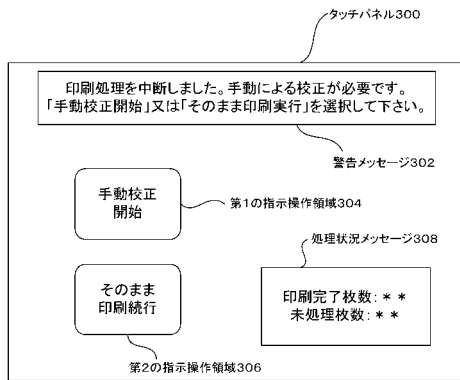 タッチパネル300
印刷処理を中断しました。手動による校正が必要です。
「手動校正開始」又は「そのまま印刷実行」を選択して下さい。
警告メッセージ302
手動校正
開始
第1の指示操作領域304
処理状況メッセージ308
そのまま
印刷続行
印刷完了枚数:**
未処理枚数:**
第2の指示操作領域306